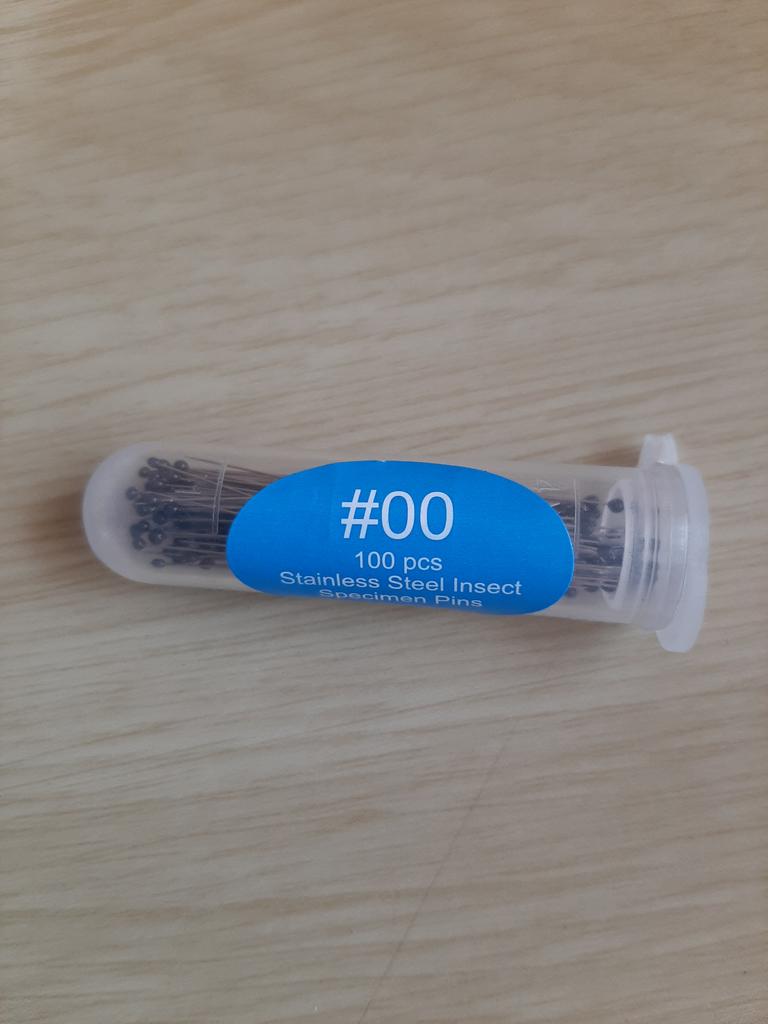 #00
100 pcs
Stainless Steel Insect
Specimen Pins